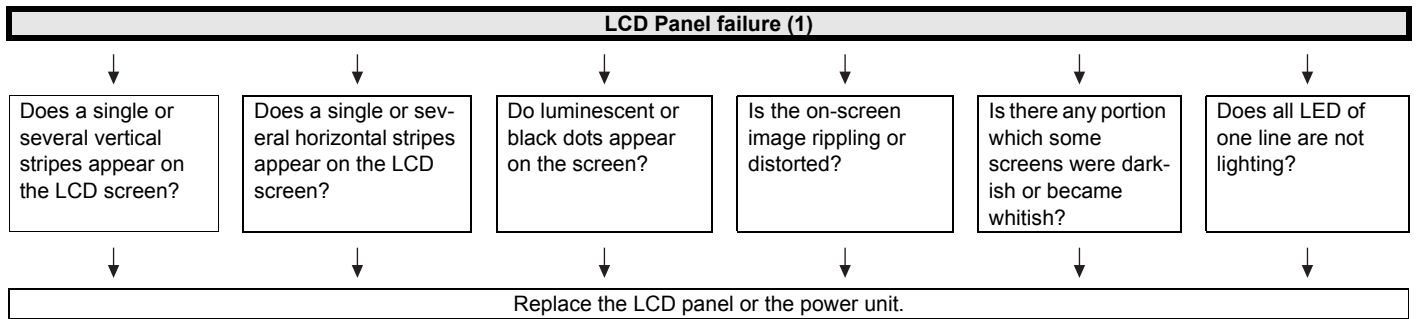 LCD Panel failure (1)
Does a single or
several vertical
stripes appear on
the LCD screen?
Does a single or sev-
eral horizontal stripes
appear on the LCD
screen?
Do luminescent or
black dots appear
on the screen?
Is the on-screen
image rippling or
distorted?
Is there any portion
which some
screens were dark-
ish or became
whitish?
Does all LED of
one line are not
lighting?
Replace the LCD panel or the power unit.